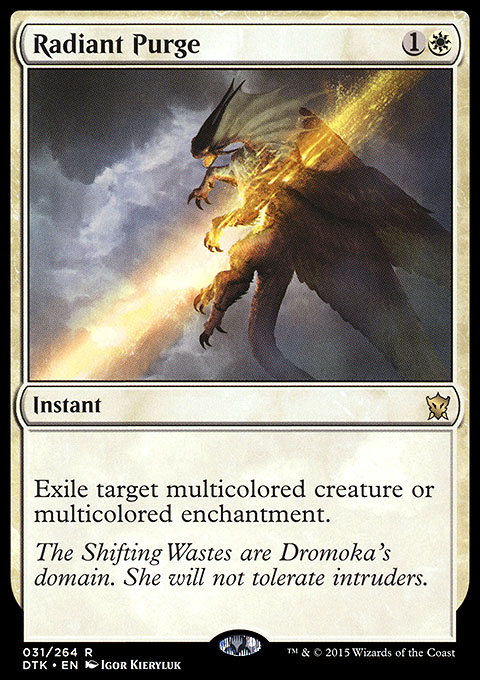 Radiant Purge 1
Instant
Exile target multicolored creature or
multicolored enchantment.
The Shifting Wastes are Dromoka's
domain. She will not tolerate intruders.
031/264 R
DTK • EN Igor Kieryluk ™ & © 2015 Wizards of the Coast